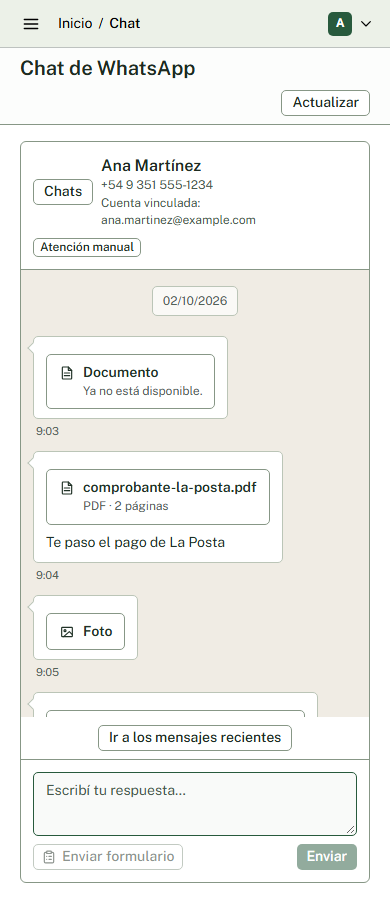 Inicio / Chat
A
Chat de WhatsApp
Actualizar
Chats
Ana Martínez
+54 9 351 555-1234
Cuenta vinculada:
ana.martinez@example.com
Atención manual
02/10/2026
Documento
Ya no está disponible.
9:03
comprobante-la-posta.pdf
PDF · 2 páginas
Te paso el pago de La Posta
9:04
Foto
9:05
Ir a los mensajes recientes
Escribí tu respuesta...
Enviar formulario
Enviar